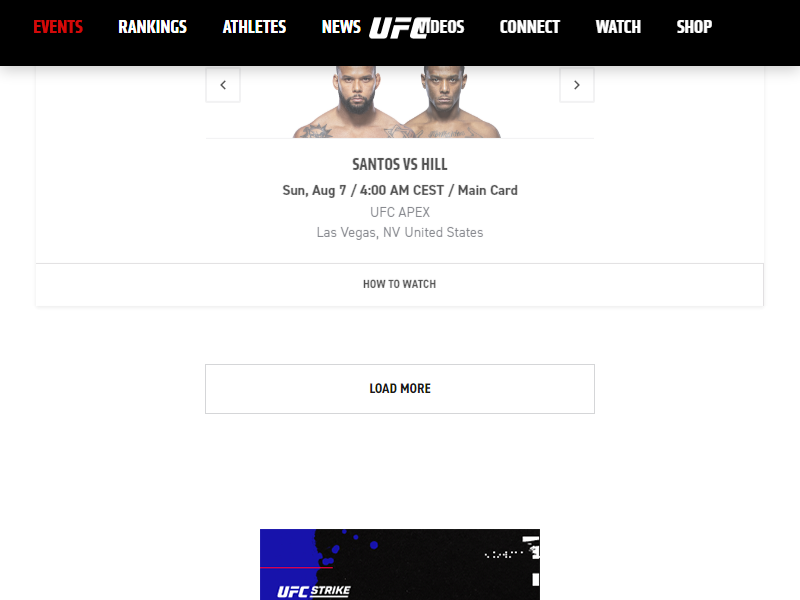 EVENTS RANKINGS ATHLETES NEWS UFC VIDEOS CONNECT WATCH SHOP
SANTOS VS HILL
Sun, Aug 7 / 4:00 AM CEST / Main Card
UFC APEX
Las Vegas, NV United States
HOW TO WATCH
LOAD MORE
UFC STRIKE